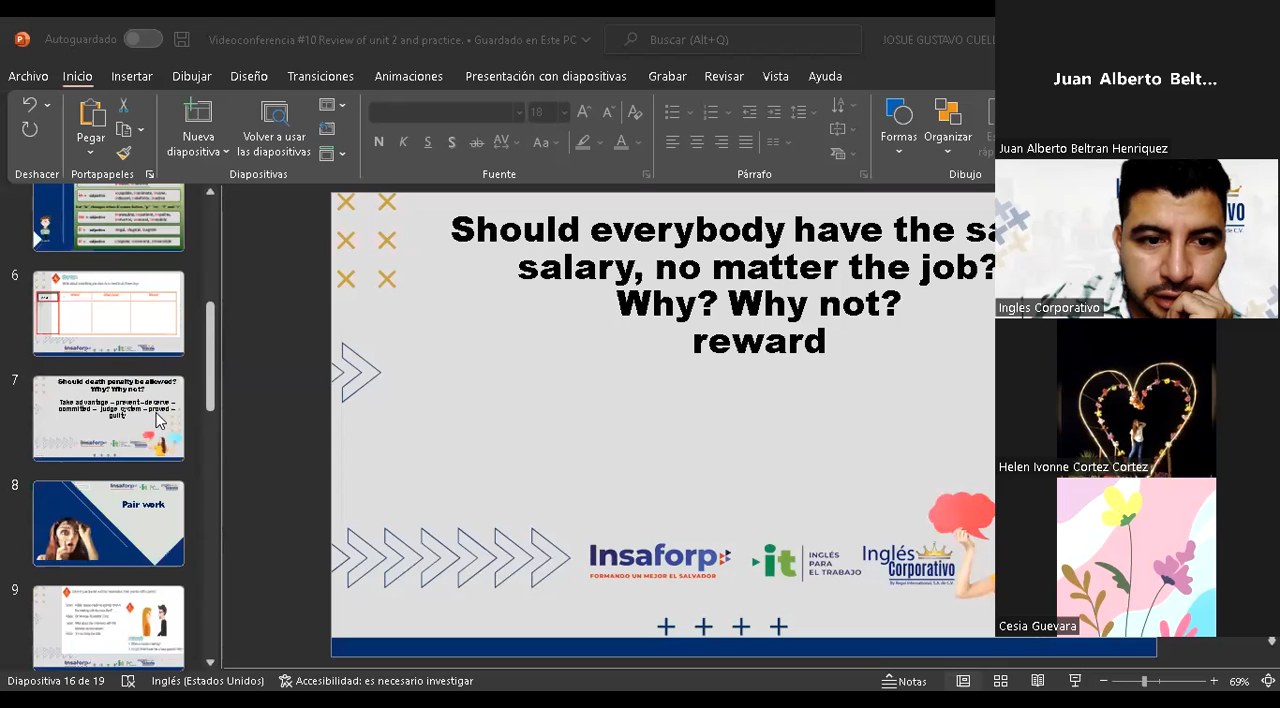 Autoguardado
Videoconferencia #10 Review of unit 2 and practice. • Guardado en Este PC
Buscar (Alt+Q)
JOSUE GUSTAVO CUELL
Archivo Inicio Insertar Dibujar Diseño Transiciones Animaciones Presentación con diapositivas Grabar Revisar Vista Ayuda
Pegar
Nueva diapositiva
Volver a usar las diapositivas
18
N K S S ab AV Aa A
Formas Organizar
Deshacer Portapapeles Diapositivas Fuente Párrafo Dibujo
6
7
Should death penalty be allowed?
Why? Why not?
Take advantage – prevent – deserve –
committed – judge system – proved –
guilty
8
Pair work
9
Should everybody have the sa
salary, no matter the job?
Why? Why not?
reward
Insaforp
FORMANDO UN MEJOR EL SALVADOR
it
INGLÉS
PARA
EL TRABAJO
Inglés
Corporativo
Juan Alberto Belt...
Juan Alberto Beltran Henriquez
Ingles Corporativo
Helen Ivonne Cortez Cortez
Cesia Guevara
Diapositiva 16 de 19
Inglés (Estados Unidos)
Accesibilidad: es necesario investigar
Notas
69%